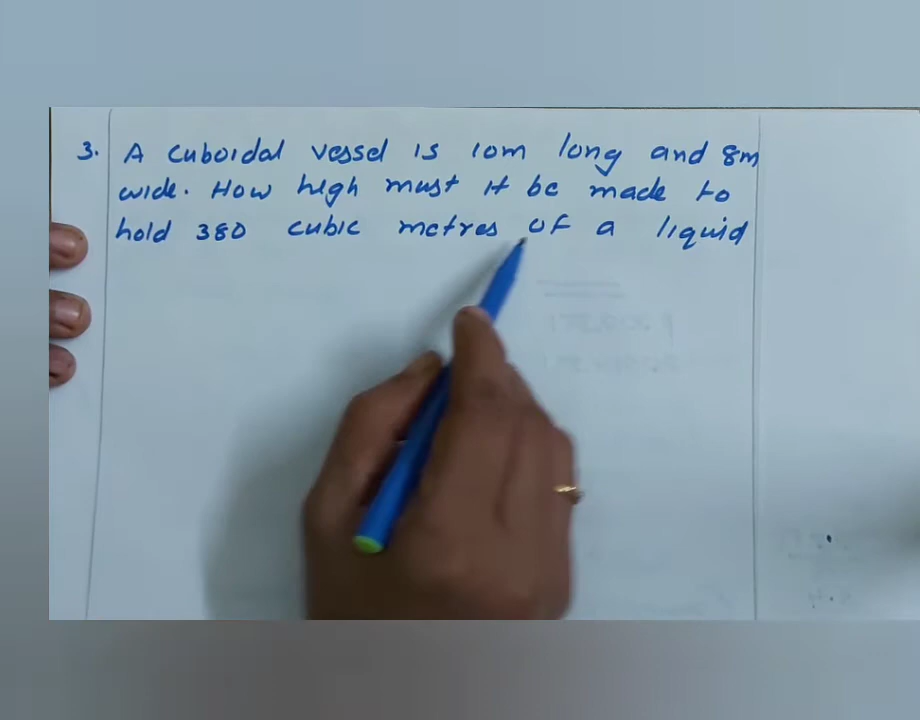 3. A cuboidal vessel is 10m long and 8m
wide. How high must it be made to
hold 380 cubic metres of a liquid